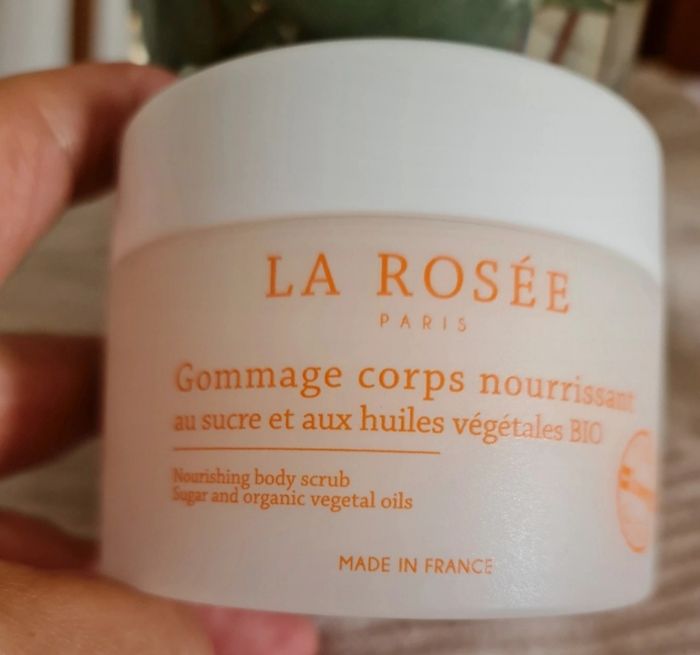 LA ROSÉE
PARIS
Gommage corps nourrissant
au sucre et aux huiles végétales BIO
Nourishing body scrub
Sugar and organic vegetal oils
MADE IN FRANCE